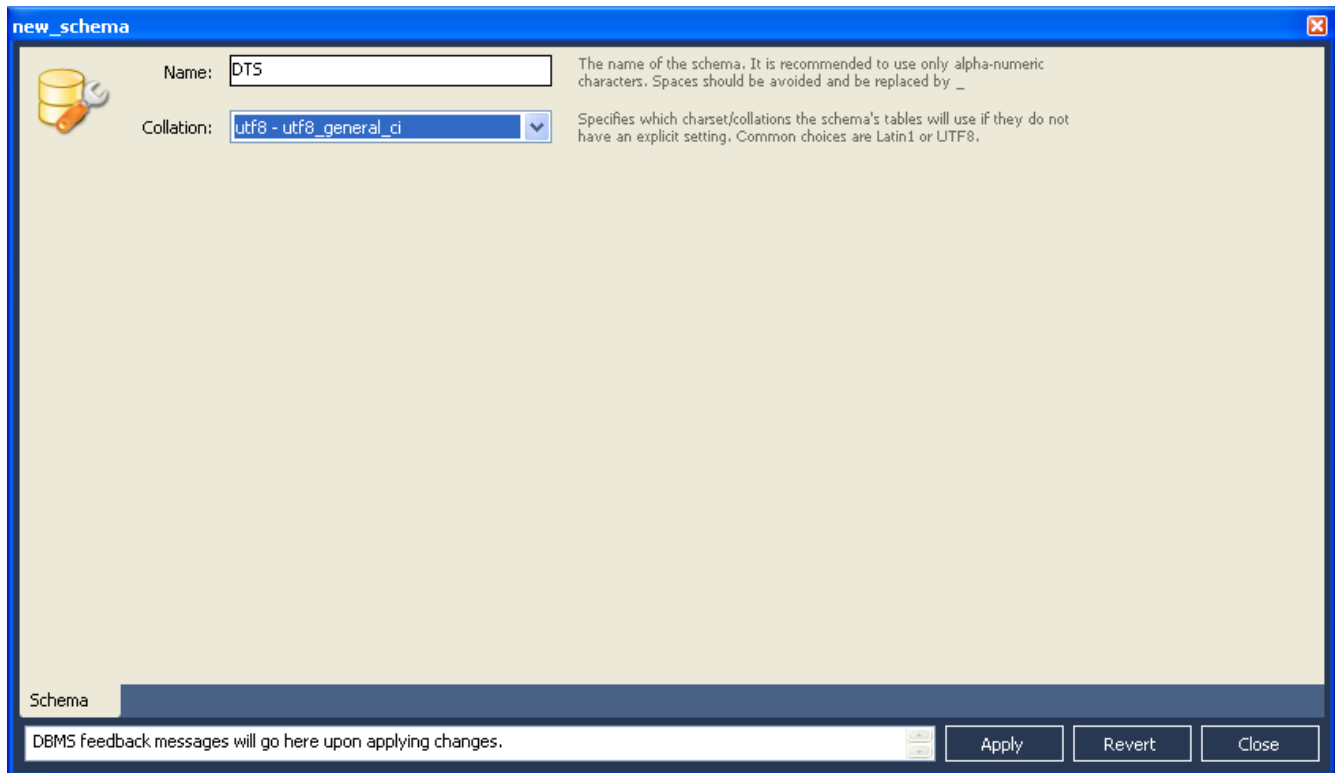 new_schema
Name: DTS
The name of the schema. It is recommended to use only alpha-numeric
characters. Spaces should be avoided and be replaced by _
Collation: utf8 - utf8_general_ci
Specifies which charset/collations the schema's tables will use if they do not
have an explicit setting. Common choices are Latin1 or UTF8.
Schema
DBMS feedback messages will go here upon applying changes.
Apply Revert Close